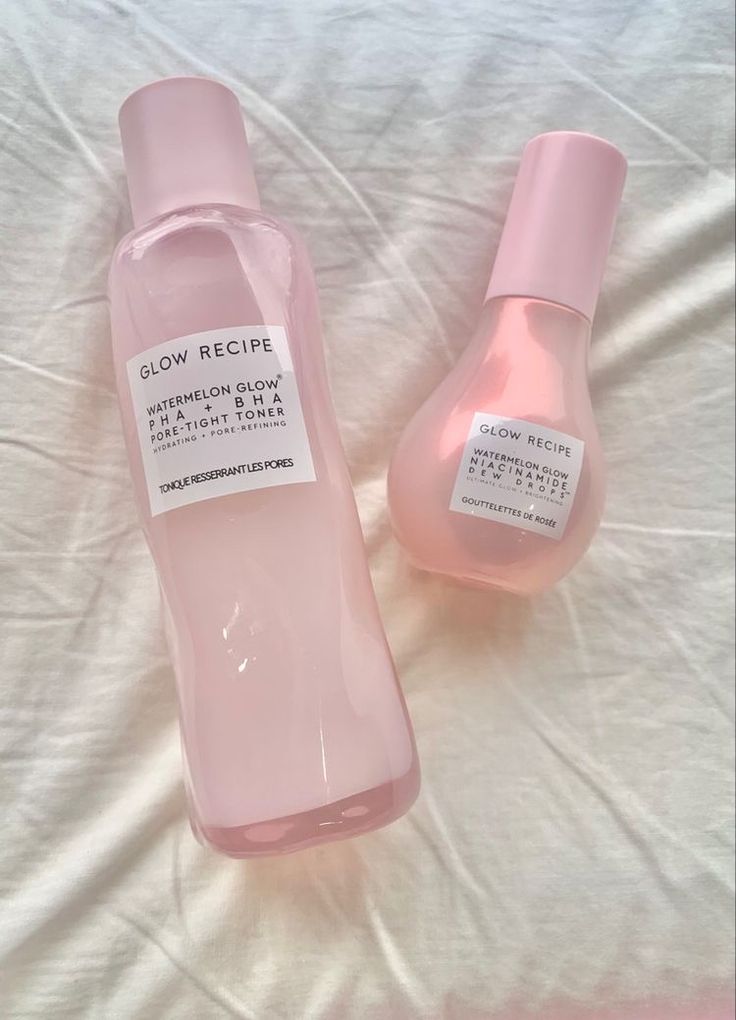 GLOW RECIPE
WATERMELON GLOW®
PHA + BHA
PORE-TIGHT TONER
HYDRATING + PORE-REFINING
TONIQUE RESSERRANT LES PORES
GLOW RECIPE
WATERMELON GLOW
NIACINAMIDE
DEW DROPS™
ULTIMATE GLOW + BRIGHTENING
GOUTTELETTES DE ROSÉE